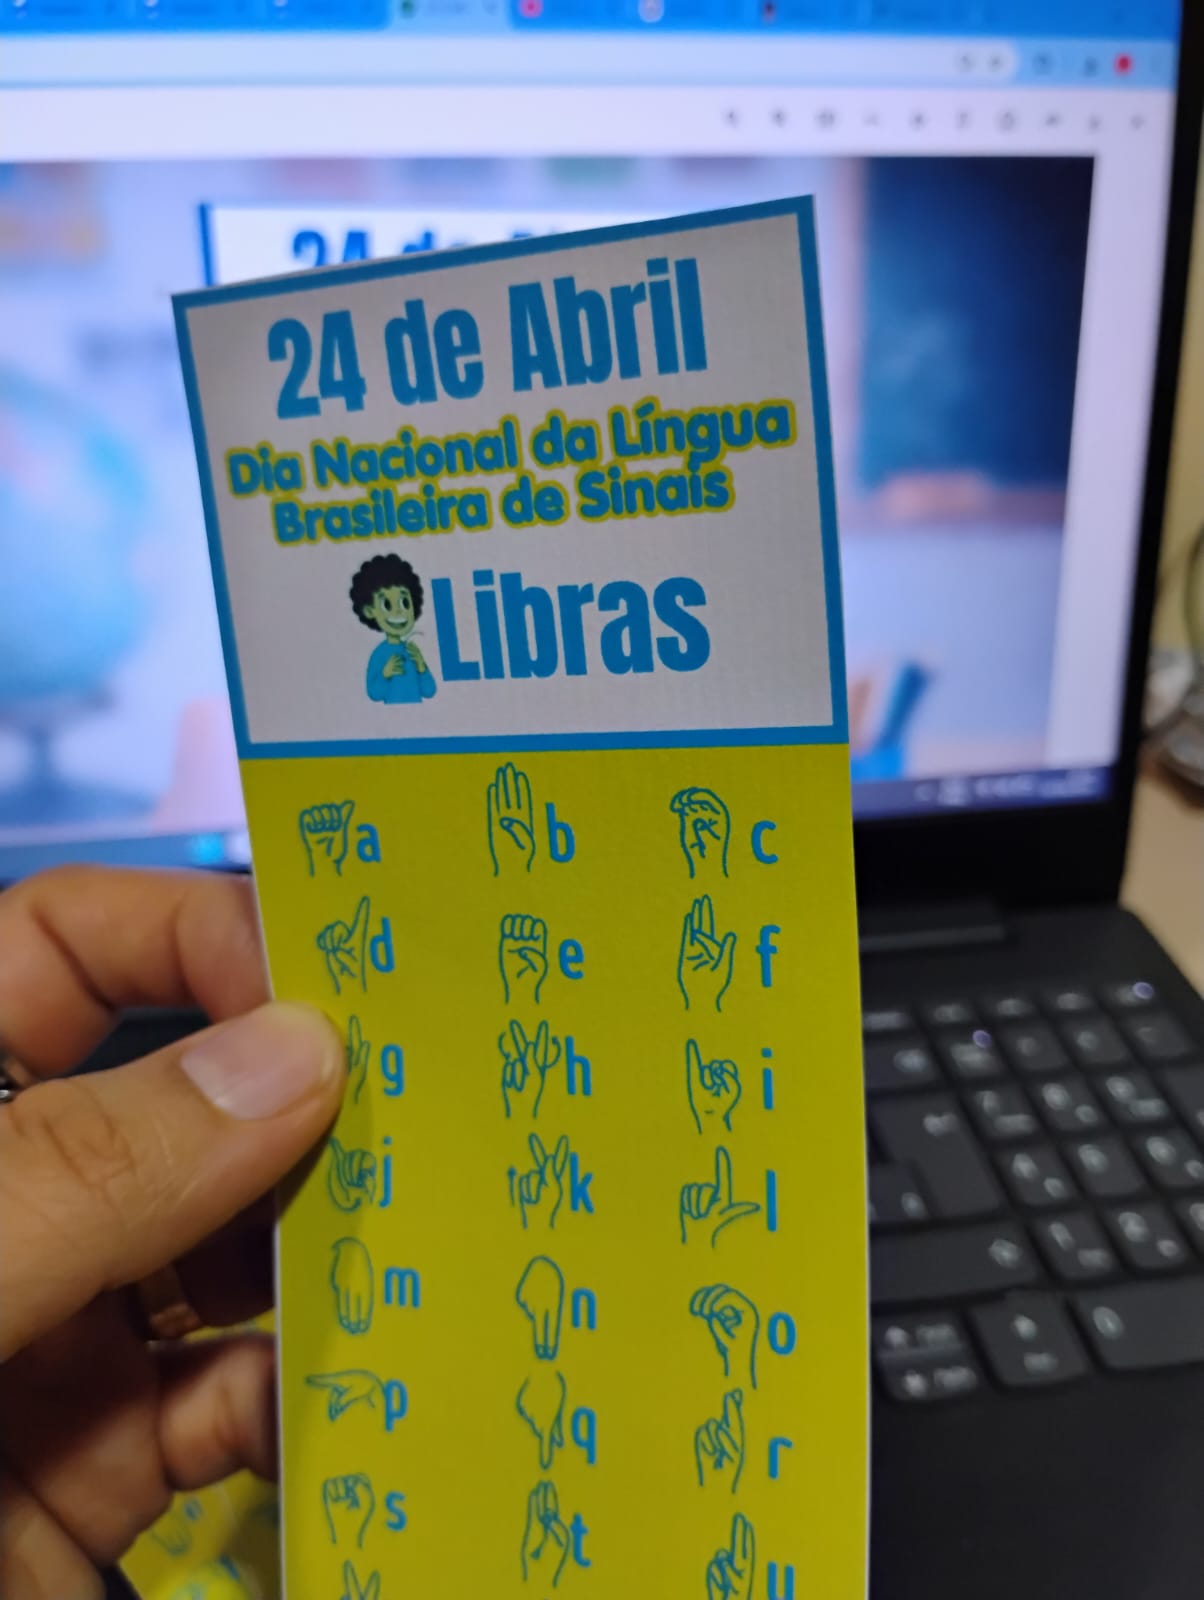 24 de Abril
Dia Nacional da Língua
Brasileira de Sinais
Libras
a b c
d e f
g h i
j k l
m n o
p q r
s t u